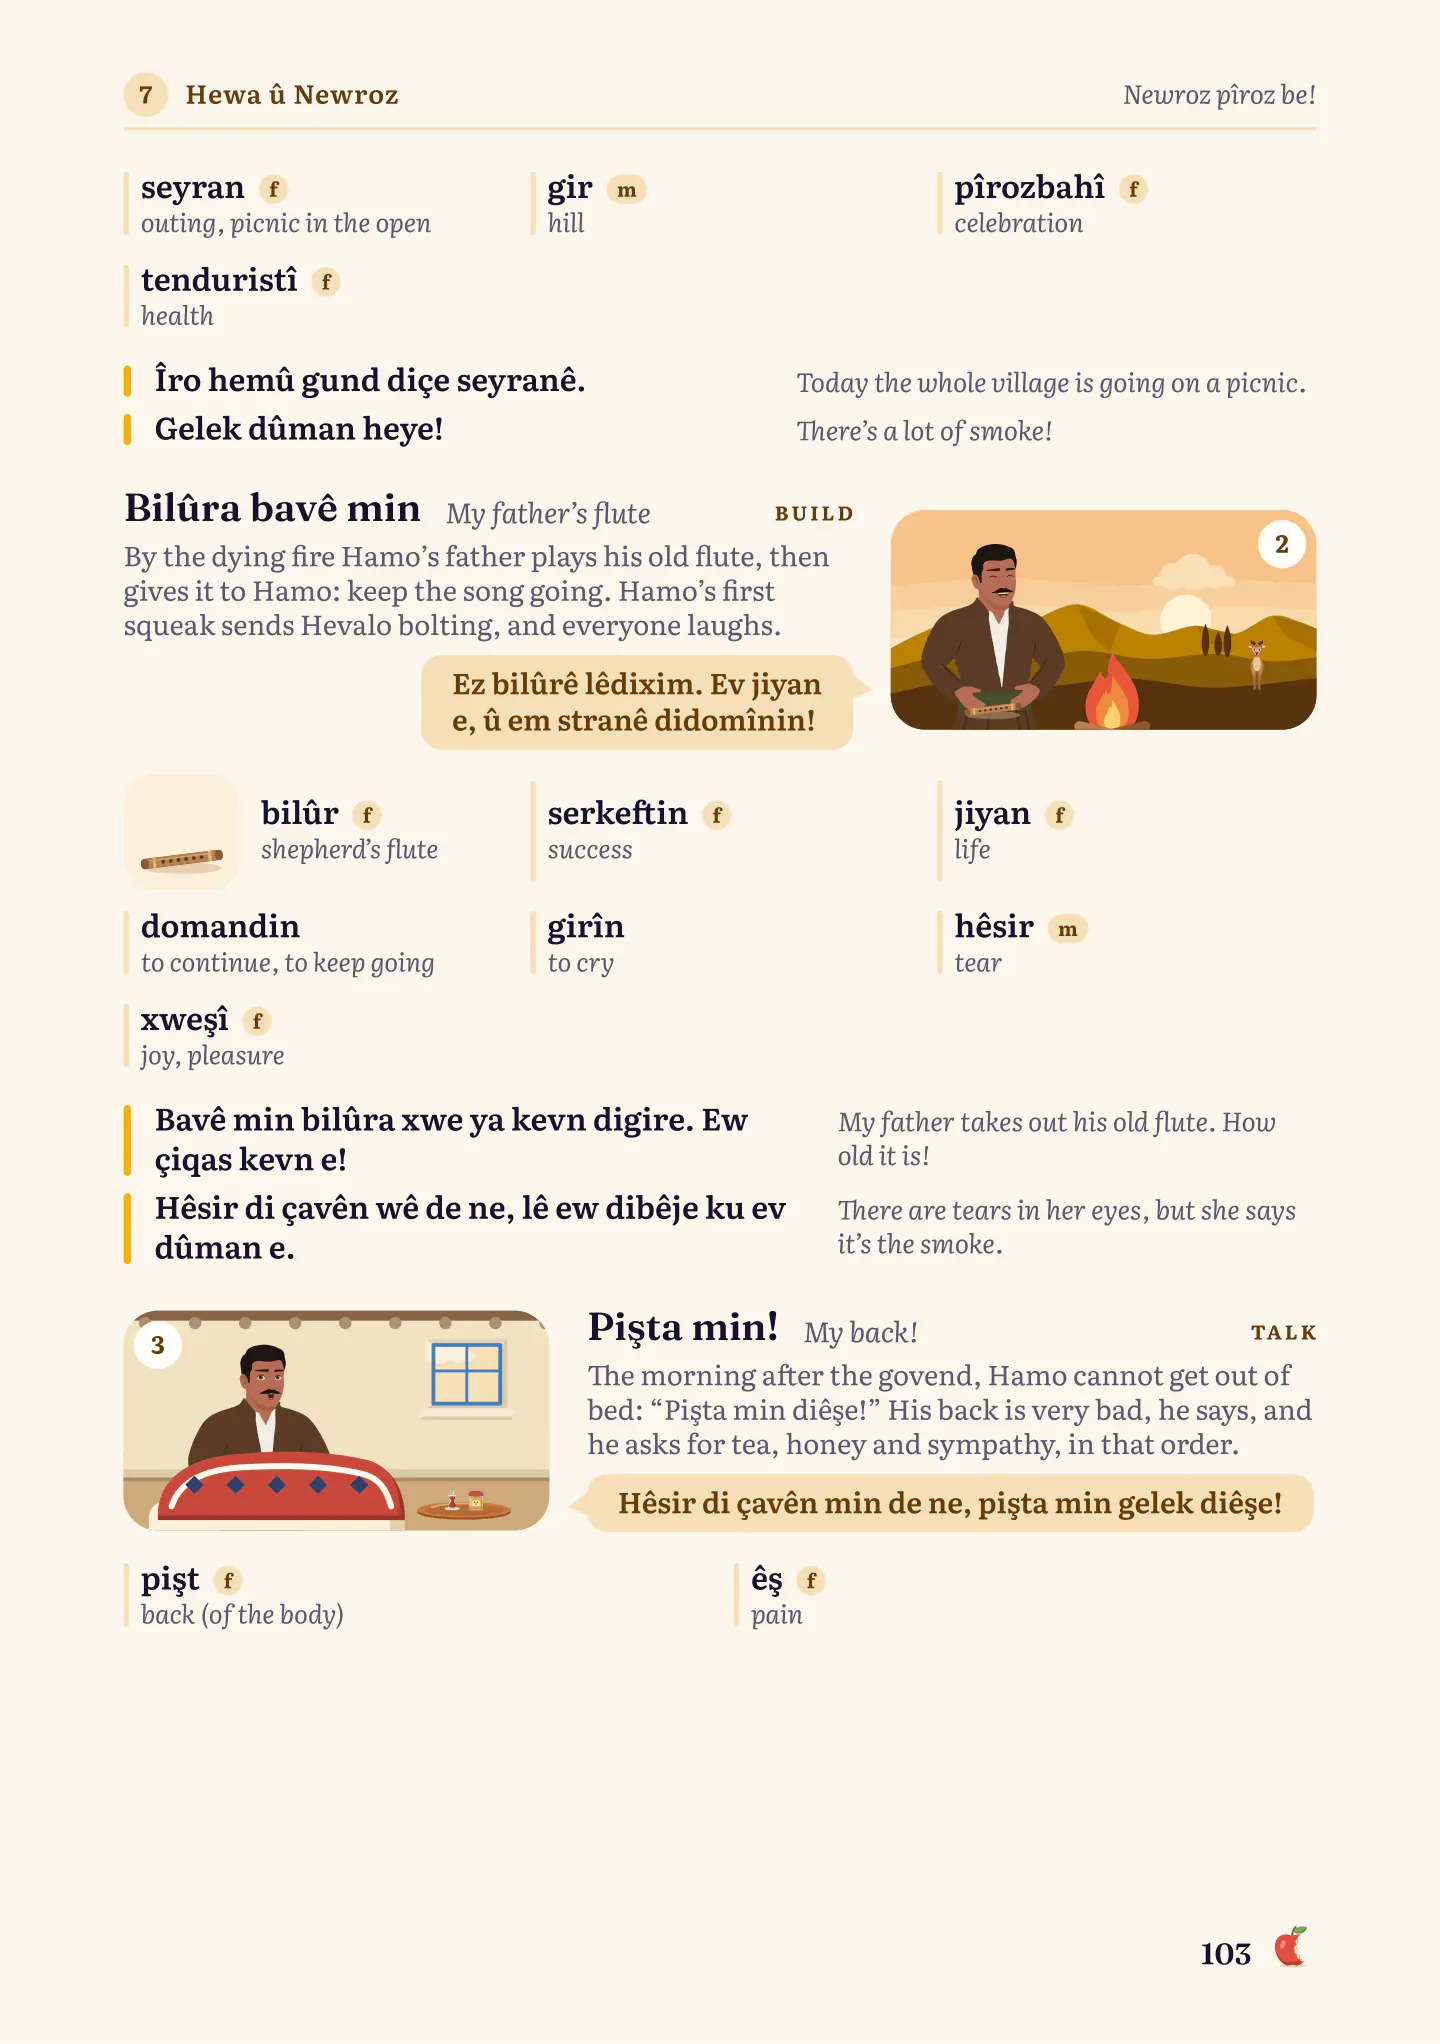 7 Hewa û Newroz
Newroz pîroz be!
seyran f
outing, picnic in the open
gir m
hill
pîrozbahî f
celebration
tenduristî f
health
Îro hemû gund diçe seyranê.
Today the whole village is going on a picnic.
Gelek dûman heye!
There’s a lot of smoke!
Bilûra bavê min My father’s flute BUILD
By the dying fire Hamo’s father plays his old flute, then
gives it to Hamo: keep the song going. Hamo’s first
squeak sends Hevalo bolting, and everyone laughs.
Ez bilûrê lêdixim. Ev jiyan
e, û em stranê didomînin!
2
bilûr f
shepherd’s flute
serkeftin f
success
jiyan f
life
domandin
to continue, to keep going
girîn
to cry
hêsir m
tear
xweşî f
joy, pleasure
Bavê min bilûra xwe ya kevn digire. Ew
çiqas kevn e!
My father takes out his old flute. How
old it is!
Hêsir di çavên wê de ne, lê ew dibêje ku ev
dûman e.
There are tears in her eyes, but she says
it’s the smoke.
3
Pişta min! My back! TALK
The morning after the govend, Hamo cannot get out of
bed: “Pişta min diêşe!” His back is very bad, he says, and
he asks for tea, honey and sympathy, in that order.
Hêsir di çavên min de ne, pişta min gelek diêşe!
pişt f
back (of the body)
êş f
pain
103